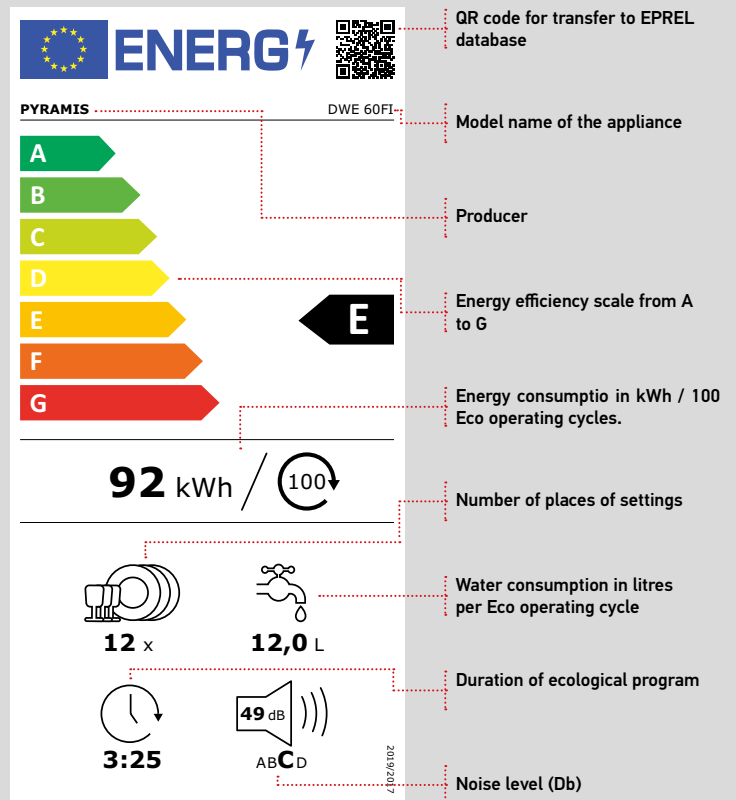 ENERG
QR code for transfer to EPREL
database
PYRAMIS
DWE 60FI
Model name of the appliance
A
B
Producer
C
D
Energy efficiency scale from A
to G
E
E
F
G
Energy consumptio in kWh / 100
Eco operating cycles.
92 kWh / 100
Number of places of settings
Water consumption in litres
per Eco operating cycle
12 x
12,0 L
Duration of ecological program
49 dB
3:25
ABCD
2019/2017
Noise level (Db)